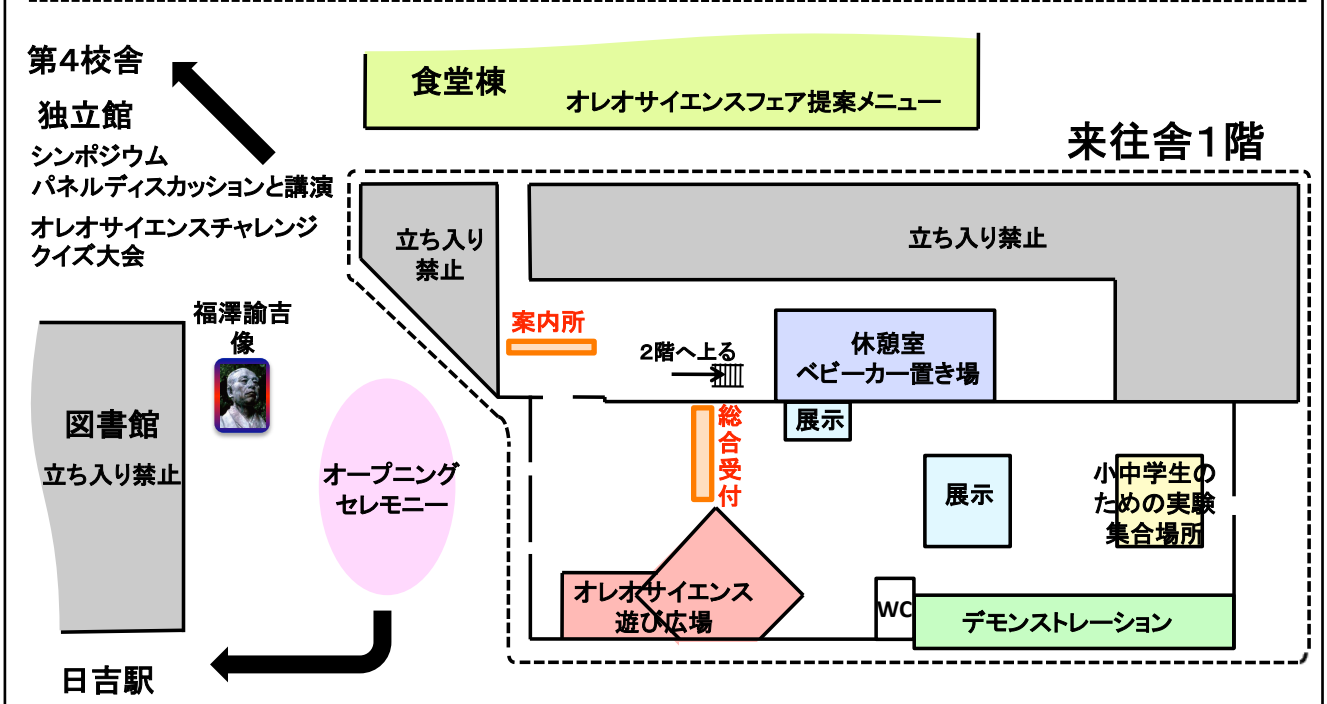 第4校舎
独立館
シンポジウム
パネルディスカッションと講演
オレオサイエンスチャレンジ
クイズ大会
食堂棟
オレオサイエンスフェア提案メニュー
来往舎1階
立ち入り
禁止
立ち入り禁止
福澤諭吉
像
案内所
2階へ上る
休憩室
ベビーカー置き場
図書館
立ち入り禁止
オープニング
セレモニー
総
合
受
付
展示
展示
小中学生の
ための実験
集合場所
オレオサイエンス
遊び広場
WC
デモンストレーション
日吉駅